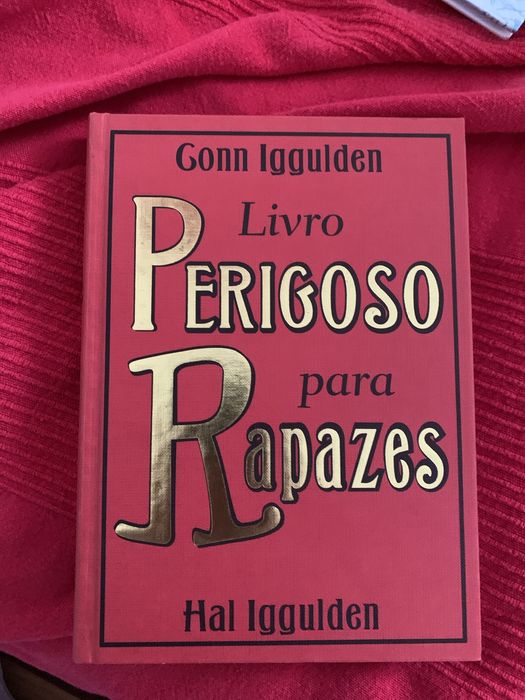 Conn Iggulden
Livro
PERIGOSO
para
Rapazes
Hal Iggulden